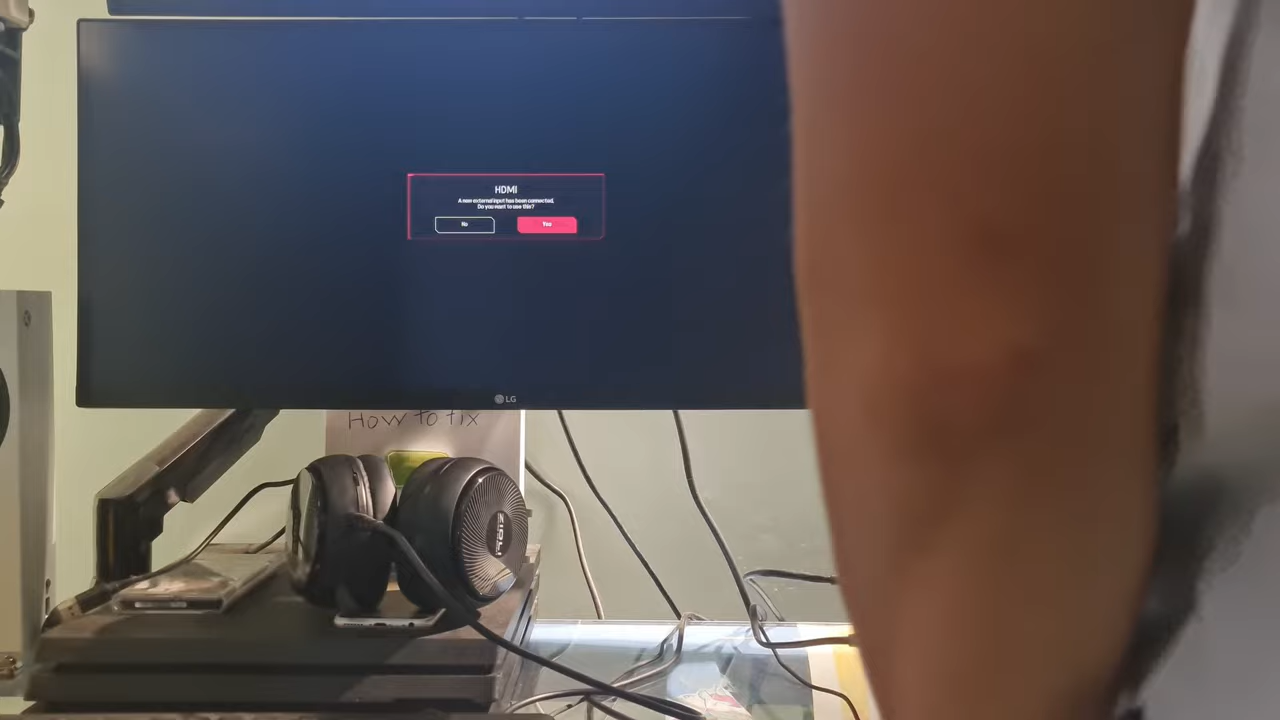 HDMI
A new external input has been connected.
Do you want to use this?
No
Yes
LG
How to fix